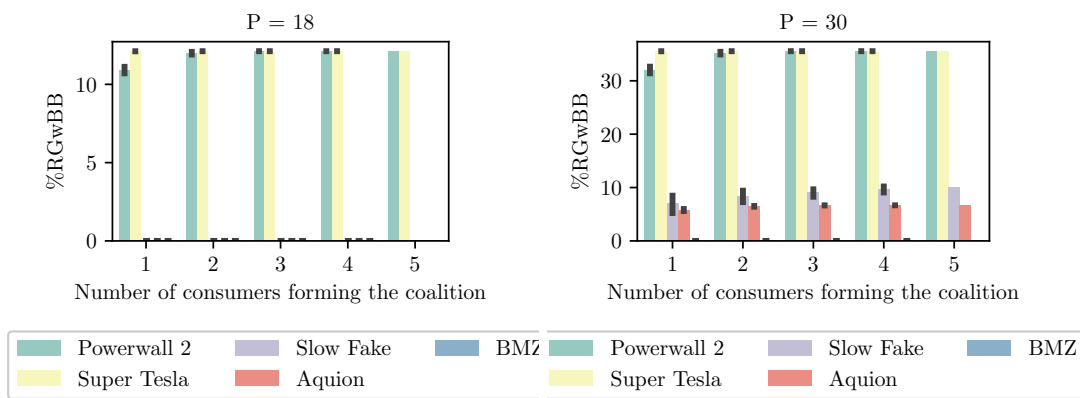 P = 18
%RGwBB
10
5
0
1 2 3 4 5
Number of consumers forming the coalition
Powerwall 2 Slow Fake BMZ
Super Tesla Aquion
P = 30
%RGwBB
30
20
10
0
1 2 3 4 5
Number of consumers forming the coalition
Powerwall 2 Slow Fake BMZ
Super Tesla Aquion